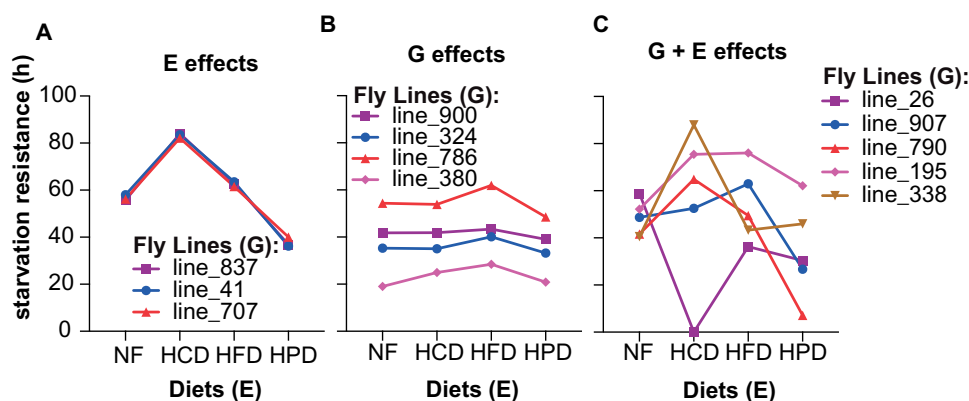 A
E effects
starvation resistance (h)
100
80
60
40
20
0
Fly Lines (G):
line_837
line_41
line_707
NF HCD HFD HPD
Diets (E)
B
G effects
Fly Lines (G):
line_900
line_324
line_786
line_380
NF HCD HFD HPD
Diets (E)
C
G + E effects
Fly Lines (G):
line_26
line_907
line_790
line_195
line_338
NF HCD HFD HPD
Diets (E)